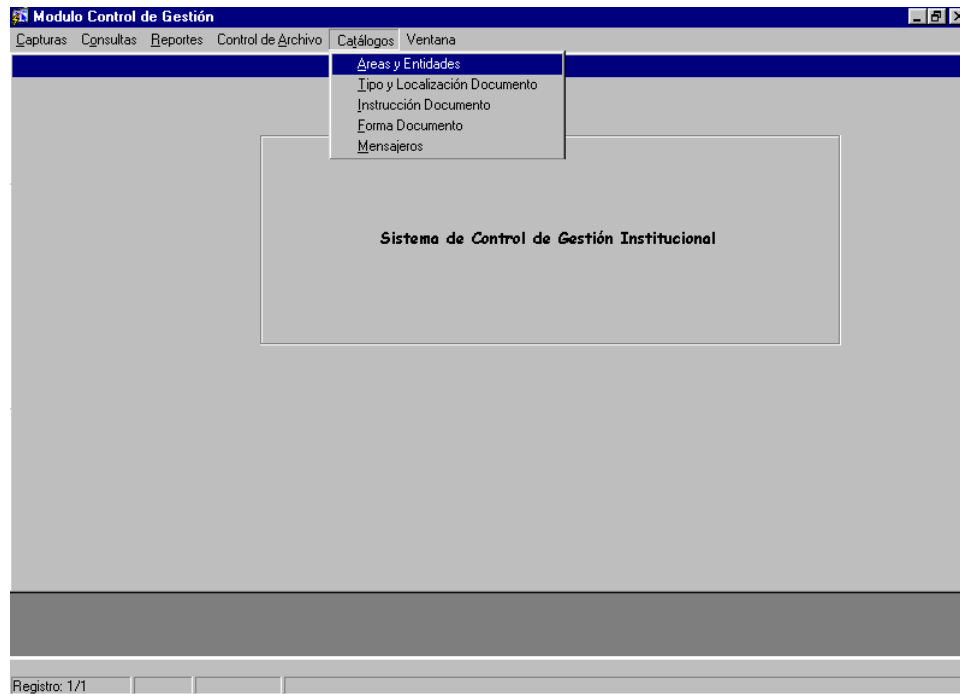 Modulo Control de Gestión
Capturas Consultas Reportes Control de Archivo Catálogos Ventana
Areas y Entidades
Tipo y Localización Documento
Instrucción Documento
Forma Documento
Mensajeros
Sistema de Control de Gestión Institucional
Registro: 1/1